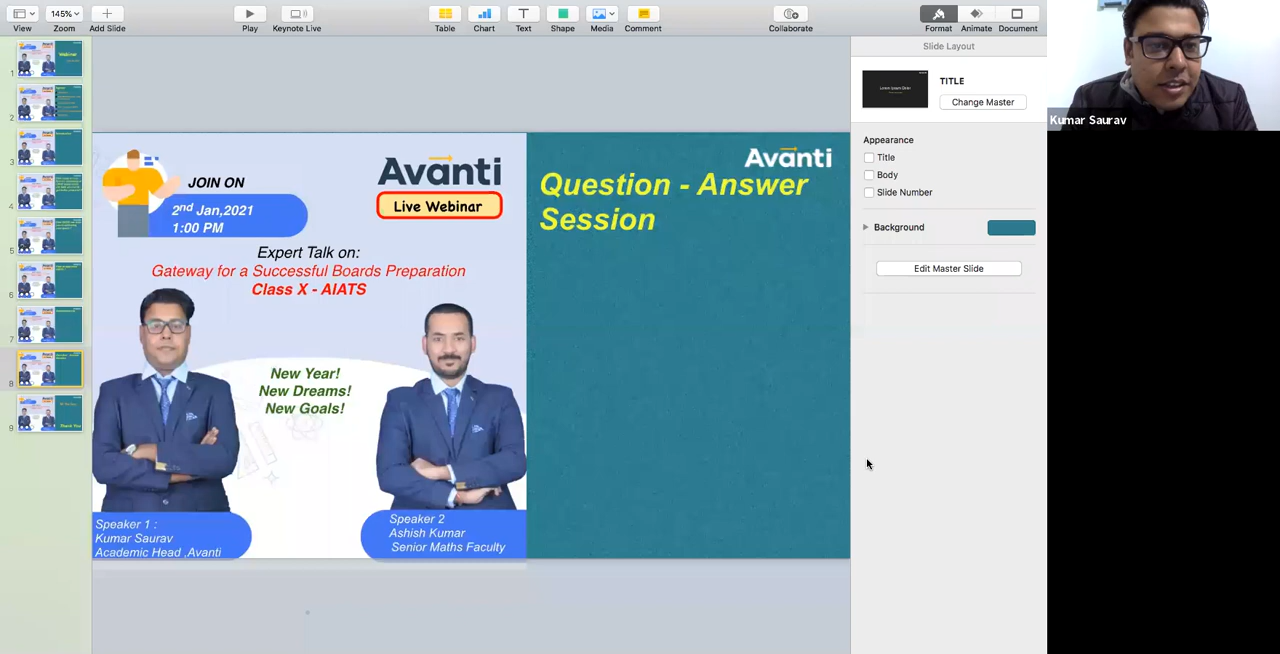 View
145%
Zoom
Add Slide
Play
Keynote Live
Table
Chart
Text
Shape
Media
Comment
Collaborate
Format
Animate
Document
Slide Layout
TITLE
Change Master
Appearance
Title
Body
Slide Number
Background
Edit Master Slide
Kumar Saurav
1
2
3
4
5
6
7
8
9
JOIN ON
2nd Jan,2021
1:00 PM
Avanti
Live Webinar
Expert Talk on:
Gateway for a Successful Boards Preparation
Class X - AIATS
New Year!
New Dreams!
New Goals!
Speaker 1 :
Kumar Saurav
Academic Head ,Avanti
Speaker 2
Ashish Kumar
Senior Maths Faculty
Avanti
Question - Answer
Session